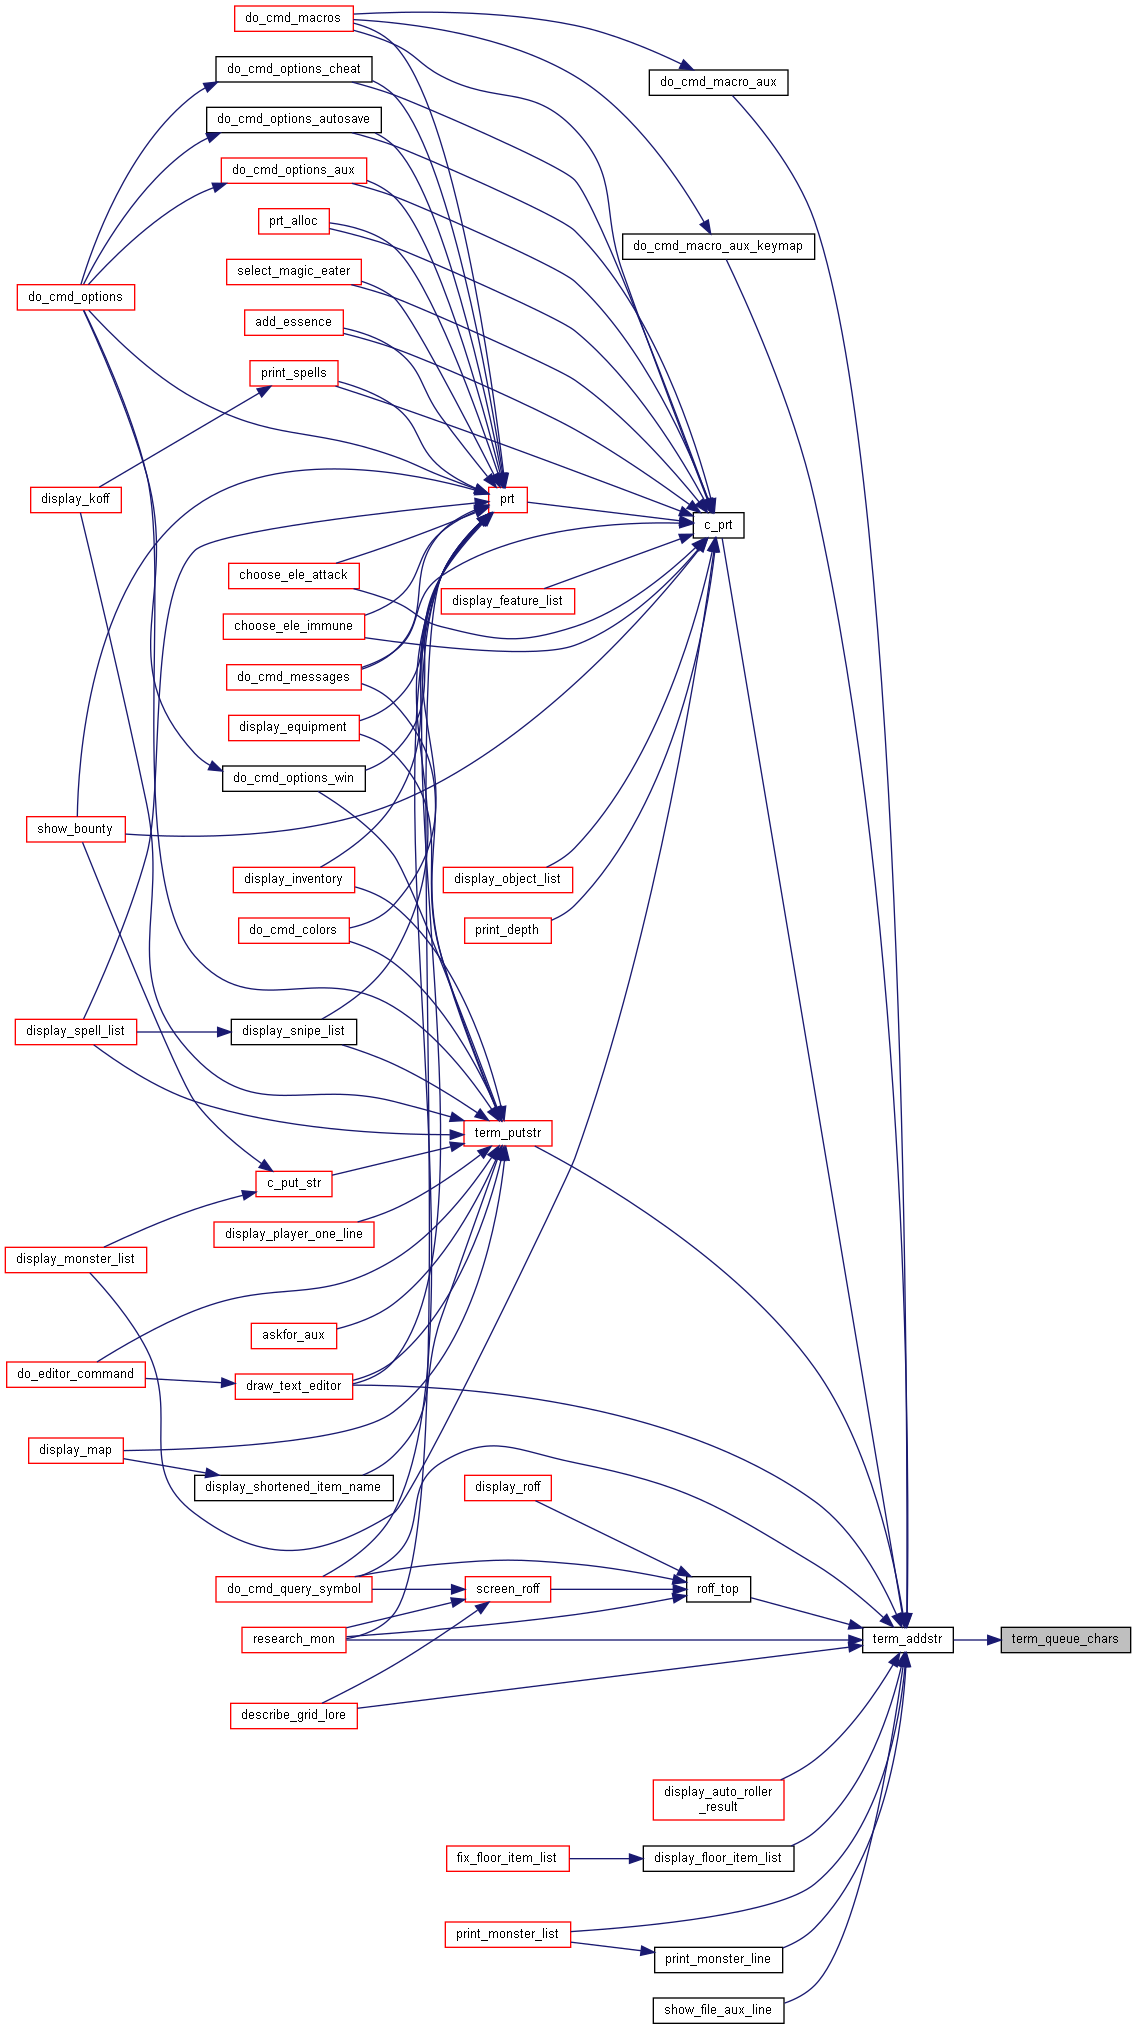 do_cmd_macros
do_cmd_options_cheat
do_cmd_macro_aux
do_cmd_options_autosave
do_cmd_options_aux
prt_alloc
do_cmd_macro_aux_keymap
select_magic_eater
do_cmd_options
add_essence
print_spells
display_koff
prt
c_prt
choose_ele_attack
display_feature_list
choose_ele_immune
do_cmd_messages
display_equipment
do_cmd_options_win
show_bounty
display_inventory
display_object_list
do_cmd_colors
print_depth
display_spell_list
display_snipe_list
term_putstr
c_put_str
display_player_one_line
display_monster_list
askfor_aux
do_editor_command
draw_text_editor
display_map
display_shortened_item_name
display_roff
do_cmd_query_symbol
screen_roff
roff_top
research_mon
term_addstr
term_queue_chars
describe_grid_lore
display_auto_roller
_result
fix_floor_item_list
display_floor_item_list
print_monster_list
print_monster_line
show_file_aux_line